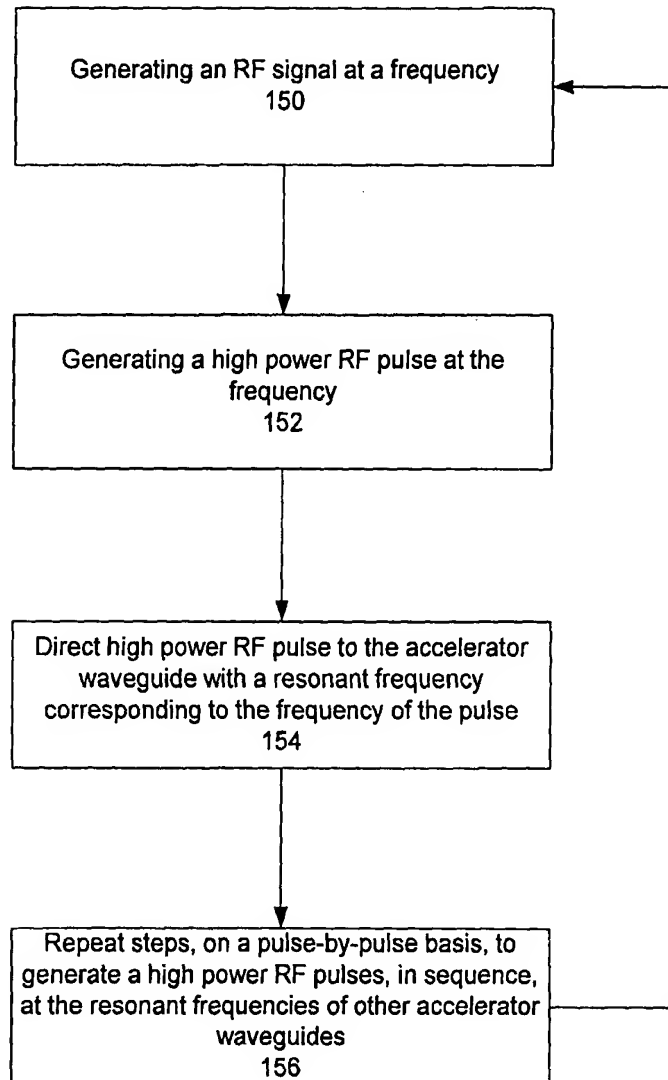 Generating an RF signal at a frequency
150
Generating a high power RF pulse at the
frequency
152
Direct high power RF pulse to the accelerator
waveguide with a resonant frequency
corresponding to the frequency of the pulse
154
Repeat steps, on a pulse-by-pulse basis, to
generate a high power RF pulses, in sequence,
at the resonant frequencies of other accelerator
waveguides
156